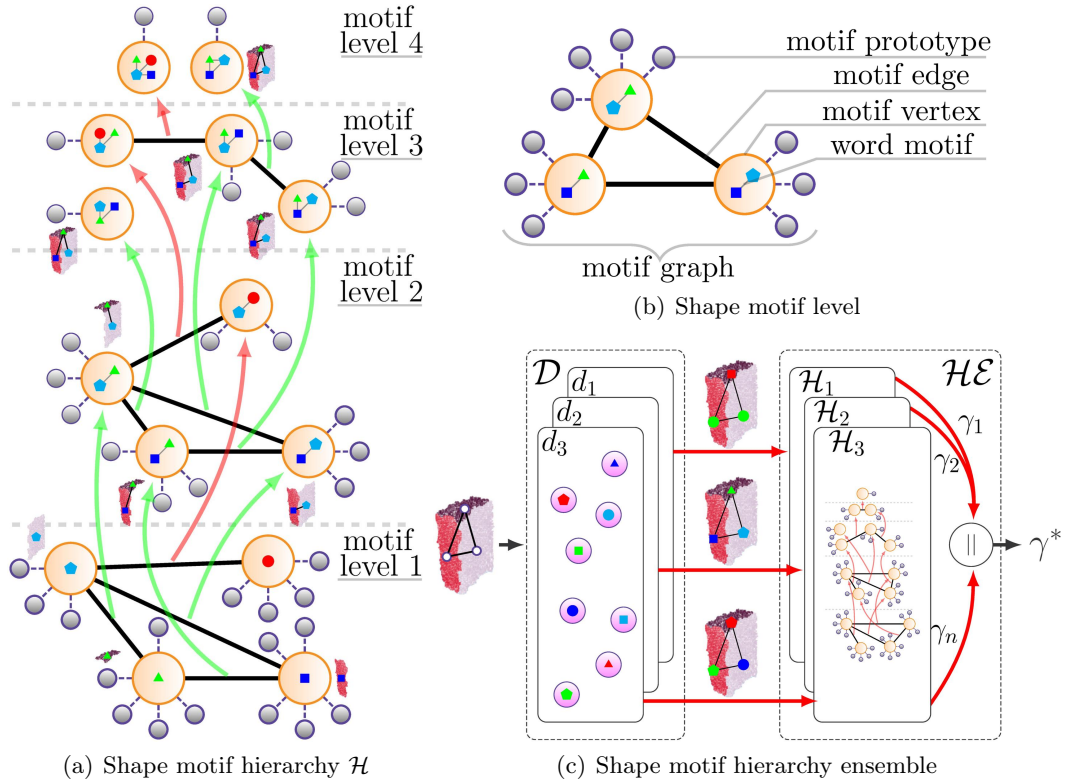 motif
level 4
motif
level 3
motif
level 2
motif
level 1
(a) Shape motif hierarchy ℋ
motif prototype
motif edge
motif vertex
word motif
motif graph
(b) Shape motif level
𝒟
d₁
d₂
d₃
ℋ₁
ℋ₂
ℋ₃
ℋℰ
γ₁
γ₂
γₙ
||
γ*
(c) Shape motif hierarchy ensemble